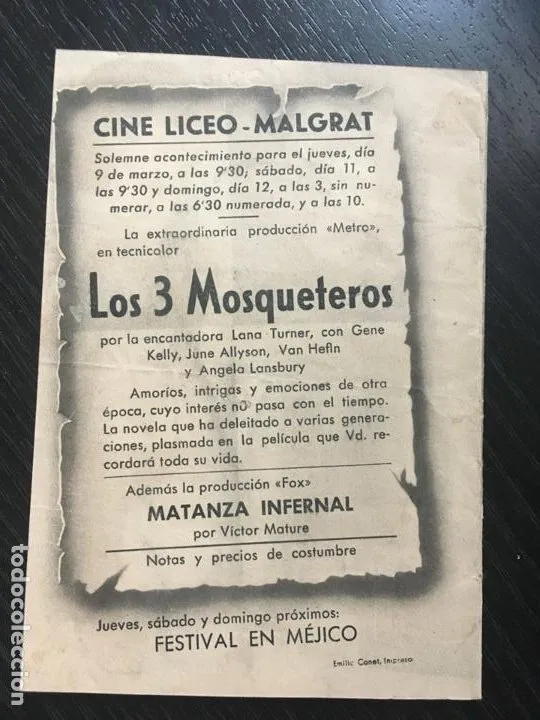 CINE LICEO - MALGRAT
Solemne acontecimiento para el jueves, día
9 de marzo, a las 9'30; sábado, día 11, a
las 9'30 y domingo, día 12, a las 3, sin nu-
merar, a las 6'30 numerada, y a las 10.
La extraordinaria producción «Metro»,
en tecnicolor
Los 3 Mosqueteros
por la encantadora Lana Turner, con Gene
Kelly, June Allyson, Van Heflin
y Angela Lansbury
Amoríos, intrigas y emociones de otra
época, cuyo interés no pasa con el tiempo.
La novela que ha deleitado a varias genera-
ciones, plasmada en la película que Vd. re-
cordará toda su vida.
Además la producción «Fox»
MATANZA INFERNAL
por Víctor Mature
Notas y precios de costumbre
Jueves, sábado y domingo próximos:
FESTIVAL EN MÉJICO
Emilio Canet, Impresor
todocoleccion.net